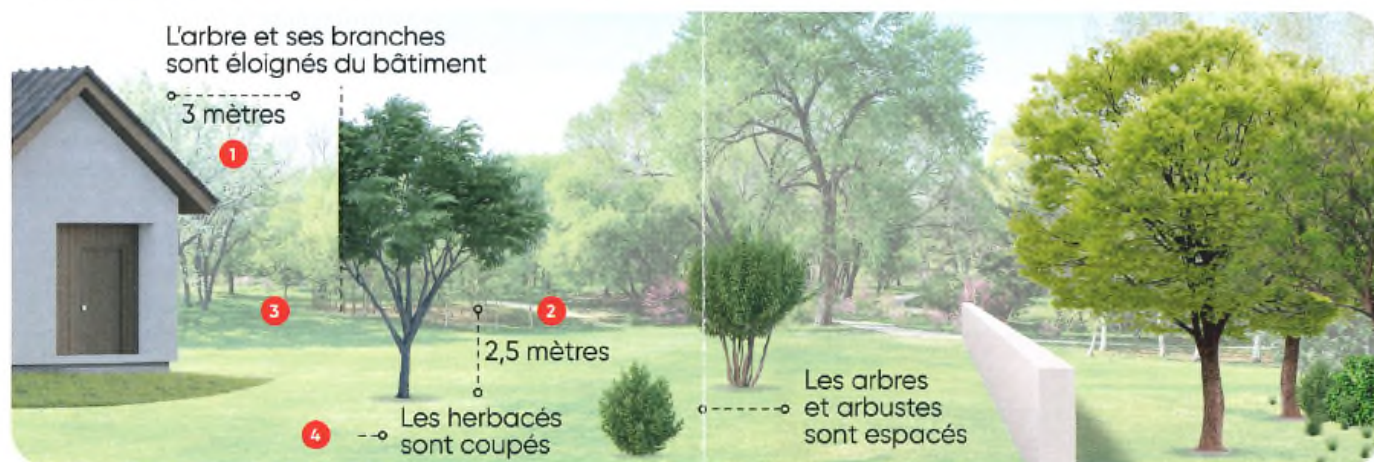 L'arbre et ses branches
sont éloignés du bâtiment
3 mètres
1
3
2
2,5 mètres
4
Les herbacés
sont coupés
Les arbres
et arbustes
sont espacés